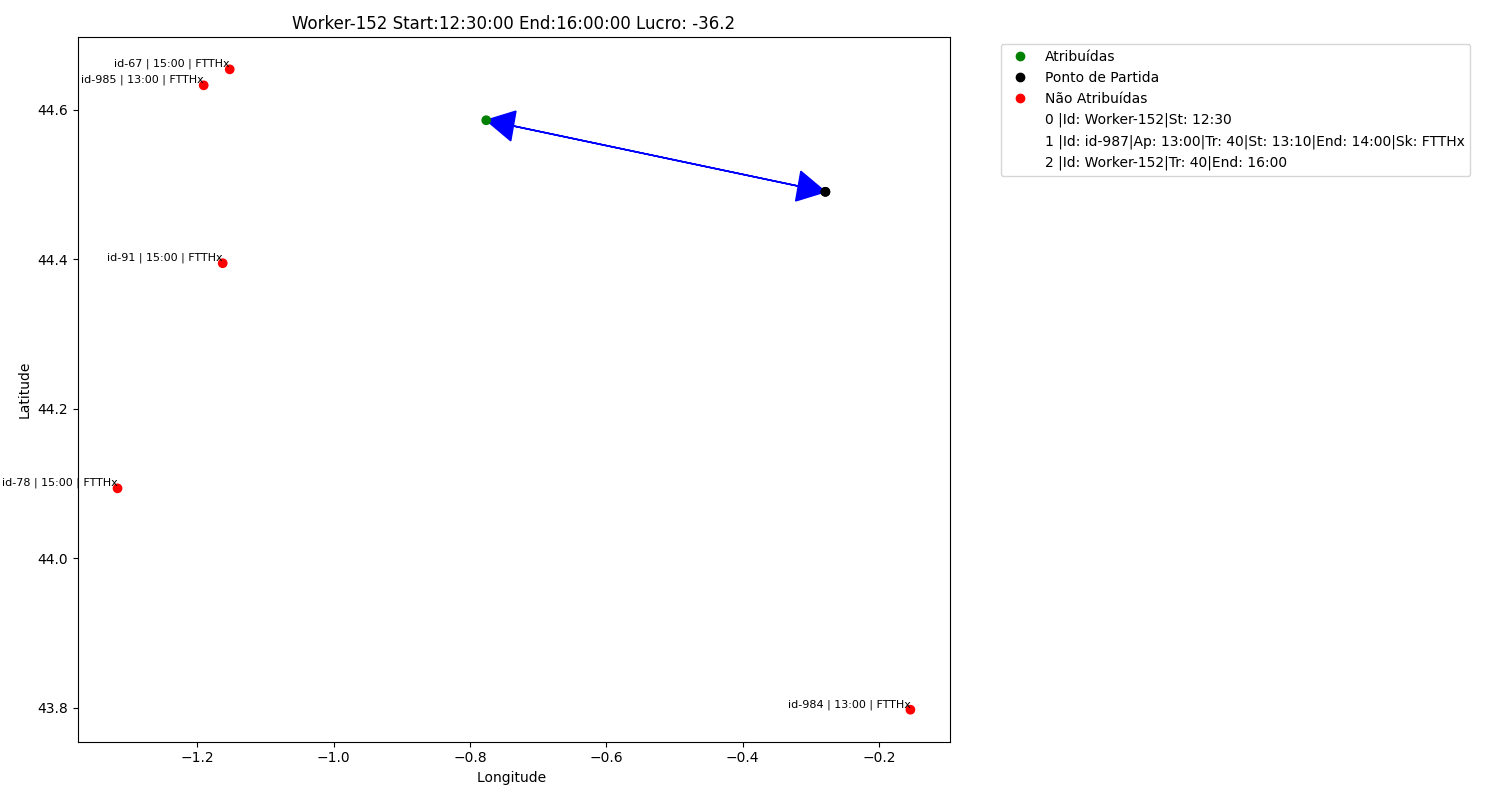 Worker-152 Start:12:30:00 End:16:00:00 Lucro: -36.2
id-67 | 15:00 | FTTHx
id-985 | 13:00 | FTTHx
id-91 | 15:00 | FTTHx
id-78 | 15:00 | FTTHx
id-984 | 13:00 | FTTHx
44.6
44.4
44.2
44.0
43.8
Latitude
−1.2
−1.0
−0.8
−0.6
−0.4
−0.2
Longitude
Atribuídas
Ponto de Partida
Não Atribuídas
0 |Id: Worker-152|St: 12:30
1 |Id: id-987|Ap: 13:00|Tr: 40|St: 13:10|End: 14:00|Sk: FTTHx
2 |Id: Worker-152|Tr: 40|End: 16:00